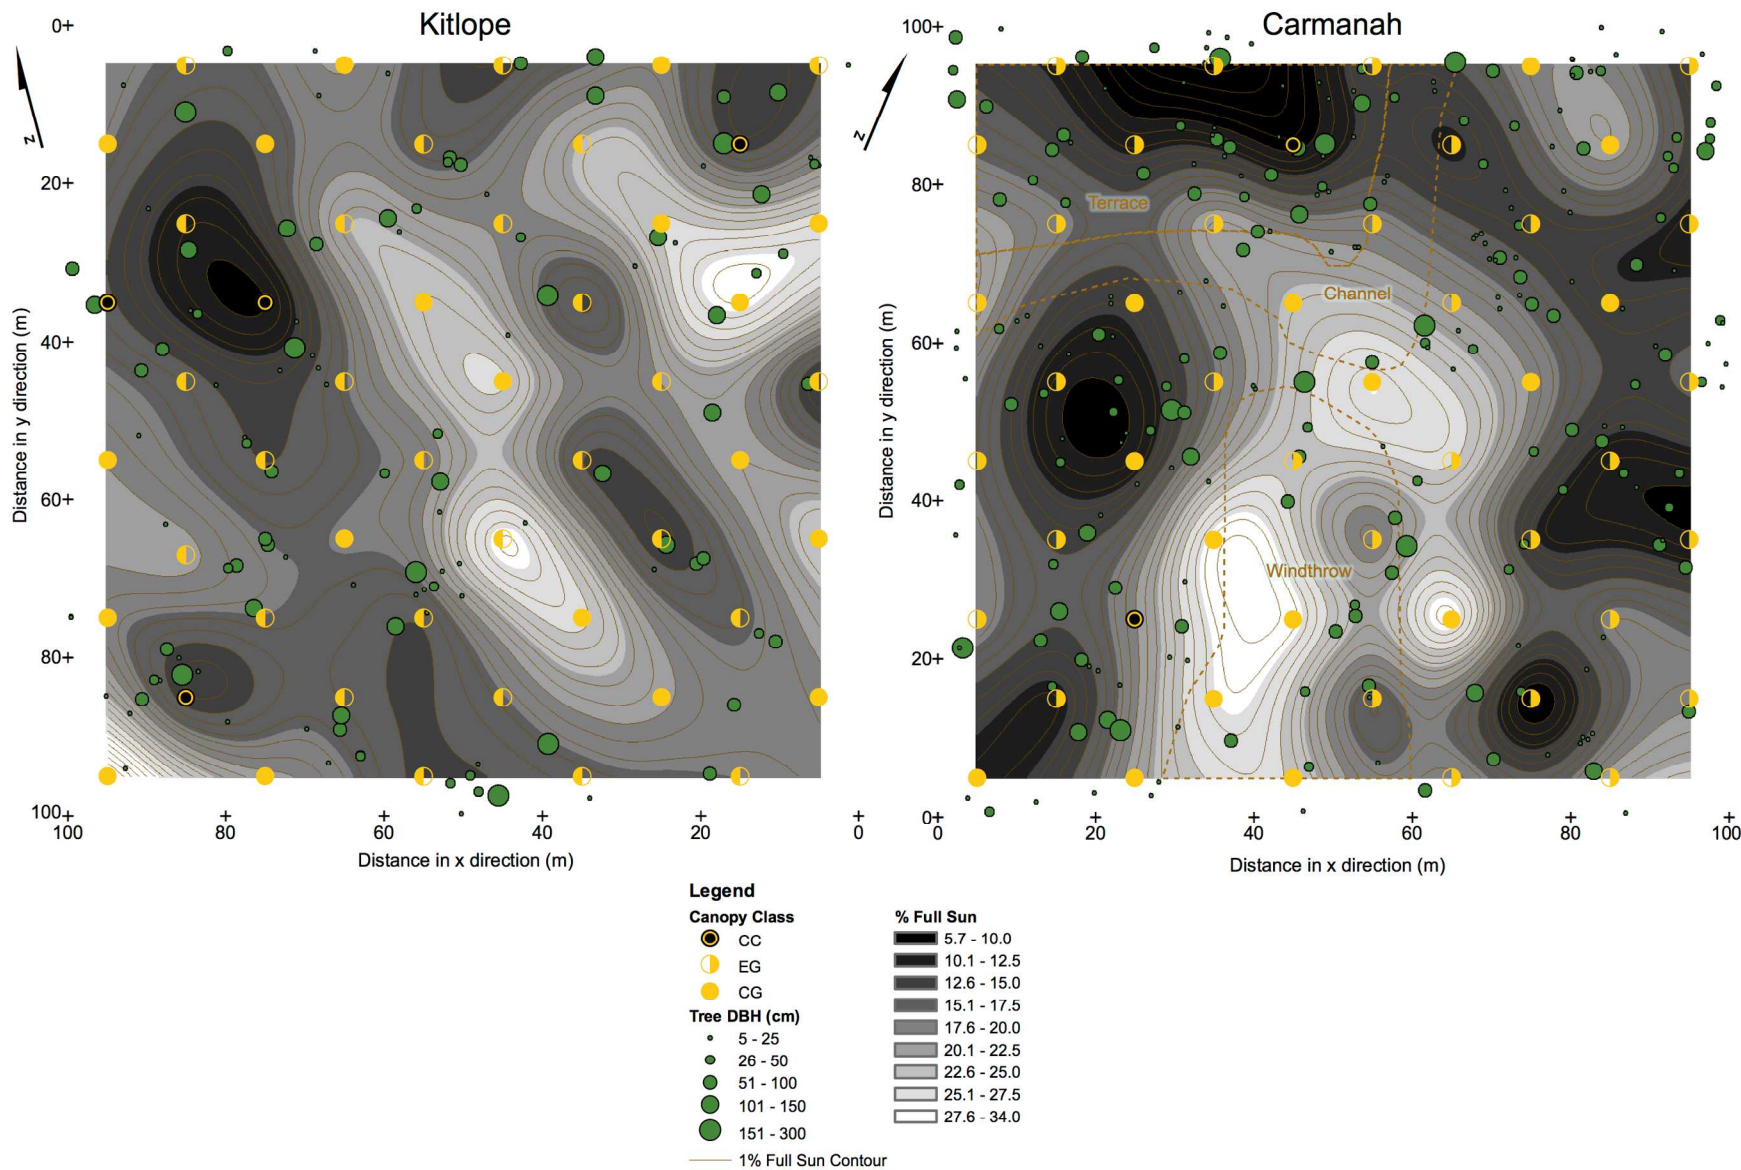 Kitlope
0+
20+
40+
60+
80+
100+
100
80
60
40
20
0
Distance in y direction (m)
Distance in x direction (m)
z
Carmanah
100+
80+
60+
40+
20+
0+
0
20
40
60
80
100
Distance in y direction (m)
Distance in x direction (m)
z
Terrace
Channel
Windthrow
Legend
Canopy Class
CC
EG
CG
Tree DBH (cm)
5 - 25
26 - 50
51 - 100
101 - 150
151 - 300
1% Full Sun Contour
% Full Sun
5.7 - 10.0
10.1 - 12.5
12.6 - 15.0
15.1 - 17.5
17.6 - 20.0
20.1 - 22.5
22.6 - 25.0
25.1 - 27.5
27.6 - 34.0